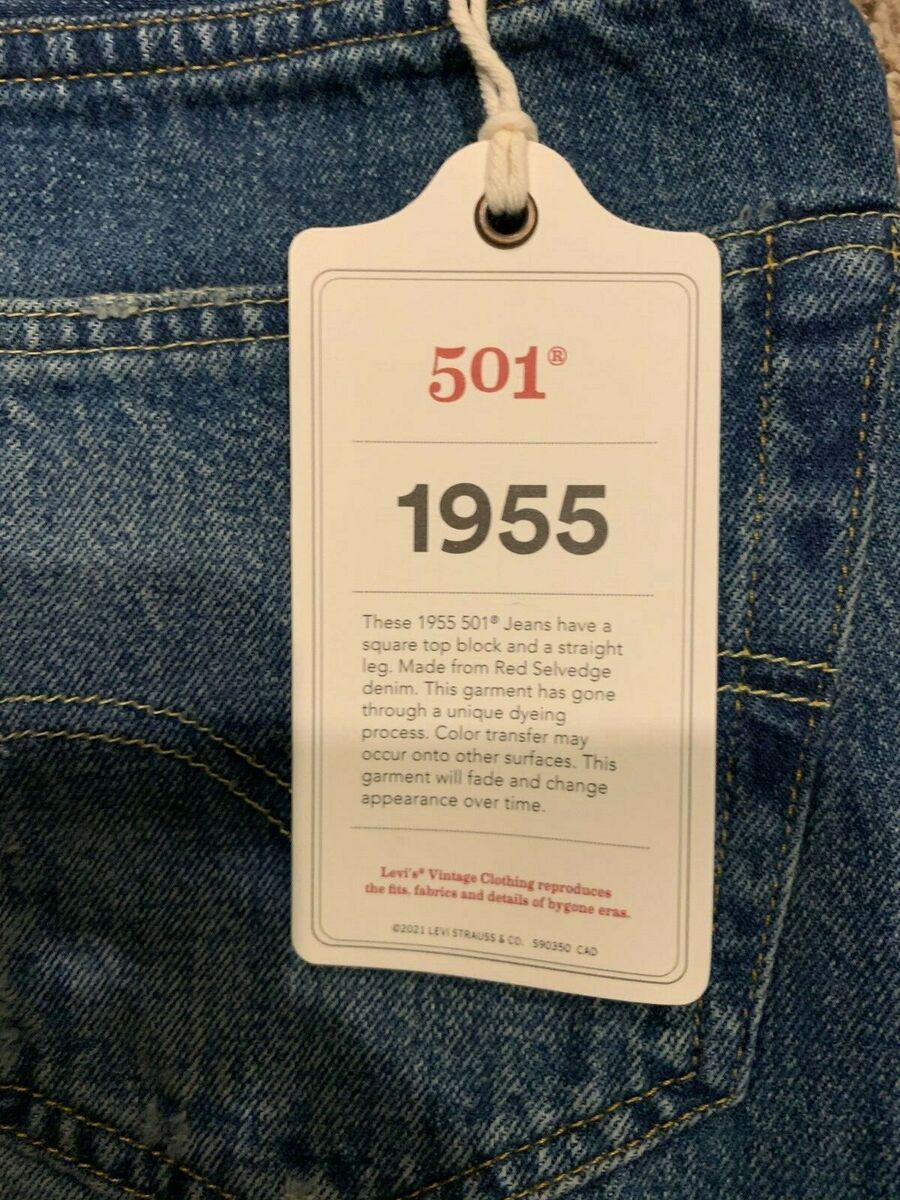 501®
1955
These 1955 501® Jeans have a
square top block and a straight
leg. Made from Red Selvedge
denim. This garment has gone
through a unique dyeing
process. Color transfer may
occur onto other surfaces. This
garment will fade and change
appearance over time.
Levi's® Vintage Clothing reproduces
the fits, fabrics and details of bygone eras.
©2021 LEVI STRAUSS & CO. S90350 CAD